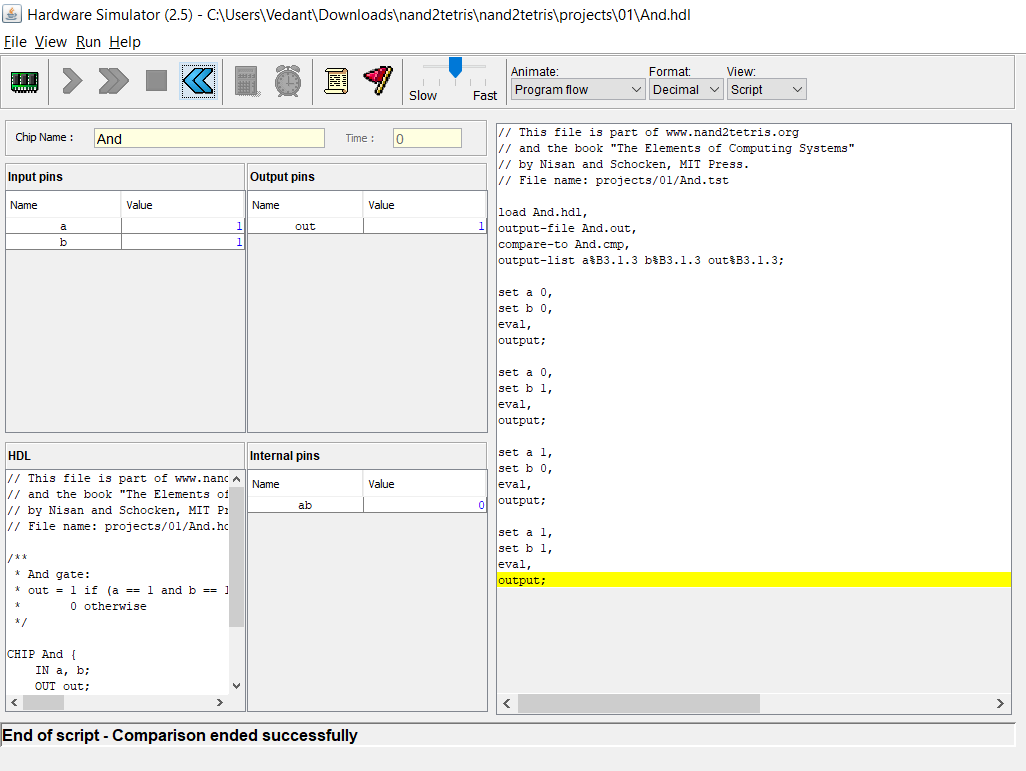 Hardware Simulator (2.5) - C:\Users\Vedant\Downloads\nand2tetris\nand2tetris\projects\01\And.hdl
File View Run Help
Slow Fast
Animate: Format: View:
Program flow Decimal Script
Chip Name : And Time : 0
Input pins
Name Value
a 1
b 1
Output pins
Name Value
out 1
HDL
// This file is part of www.nand
// and the book "The Elements of
// by Nisan and Schocken, MIT Pr
// File name: projects/01/And.hd
/**
* And gate:
* out = 1 if (a == 1 and b == 1
* 0 otherwise
*/
CHIP And {
IN a, b;
OUT out;
Internal pins
Name Value
ab 0
// This file is part of www.nand2tetris.org
// and the book "The Elements of Computing Systems"
// by Nisan and Schocken, MIT Press.
// File name: projects/01/And.tst
load And.hdl,
output-file And.out,
compare-to And.cmp,
output-list a%B3.1.3 b%B3.1.3 out%B3.1.3;
set a 0,
set b 0,
eval,
output;
set a 0,
set b 1,
eval,
output;
set a 1,
set b 0,
eval,
output;
set a 1,
set b 1,
eval,
output;
End of script - Comparison ended successfully